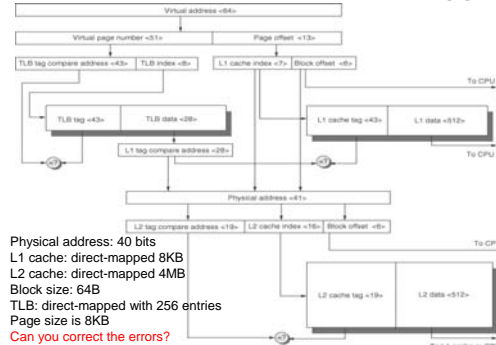 Virtual address <64>
Virtual page number <51> Page offset <13>
TLB tag compare address <43> TLB index <8> L1 cache index <7> Block offset <6>
To CPU
TLB tag <43> TLB data <28> L1 cache tag <43> L1 data <512>
To CPU
=?
=?
L1 tag compare address <28>
Physical address <41>
L2 tag compare address <19> L2 cache index <16> Block offset <6>
To CP
L2 cache tag <19> L2 data <512>
=?
Physical address: 40 bits
L1 cache: direct-mapped 8KB
L2 cache: direct-mapped 4MB
Block size: 64B
TLB: direct-mapped with 256 entries
Page size is 8KB
Can you correct the errors?